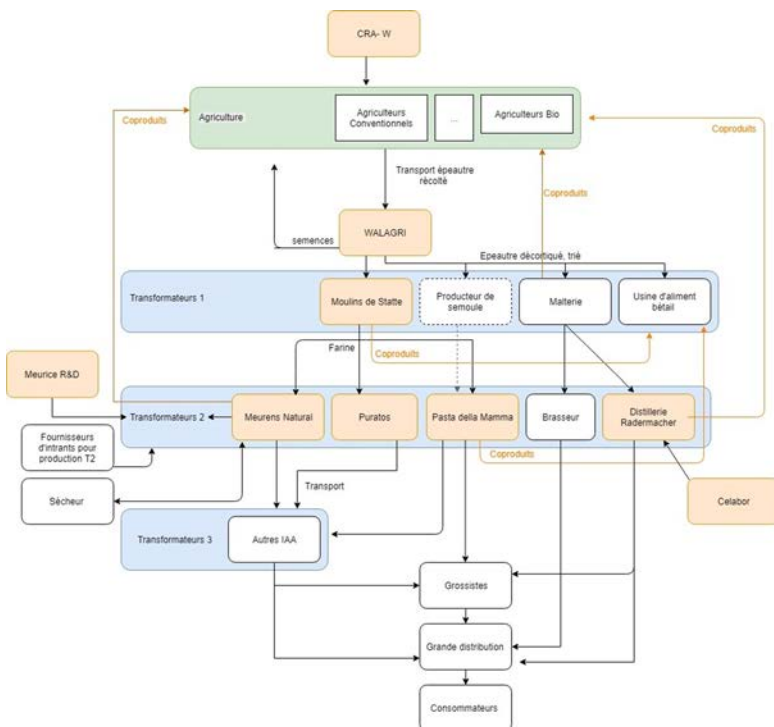 CRA- W
Coproduits
Agriculture
Agriculteurs
Conventionnels
...
Agriculteurs Bio
Coproduits
Transport épeautre
récolté
Coproduits
semences
WALAGRI
Epeautre décortiqué, trié
Transformateurs 1
Moulins de Statte
Producteur de
semoule
Malterie
Usine d'aliment
bétail
Farine
Coproduits
Meurice R&D
Transformateurs 2
Meurens Natural
Puratos
Pasta della Mamma
Brasseur
Distillerie
Radermacher
Fournisseurs
d'intrants pour
production T2
Coproduits
Sècheur
Transport
Celabor
Transformateurs 3
Autres IAA
Grossistes
Grande distribution
Consommateurs